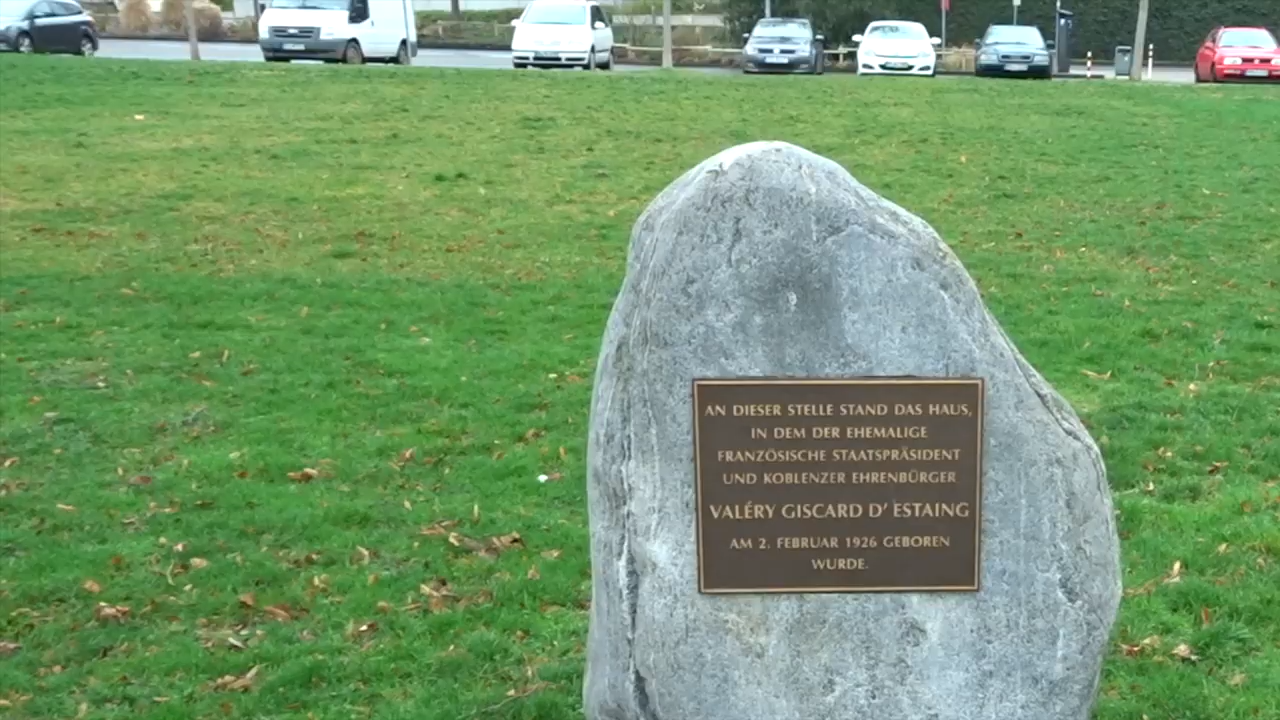 AN DIESER STELLE STAND DAS HAUS,
IN DEM DER EHEMALIGE
FRANZÖSISCHE STAATSPRÄSIDENT
UND KOBLENZER EHRENBÜRGER
VALÉRY GISCARD D' ESTAING
AM 2. FEBRUAR 1926 GEBOREN
WURDE.